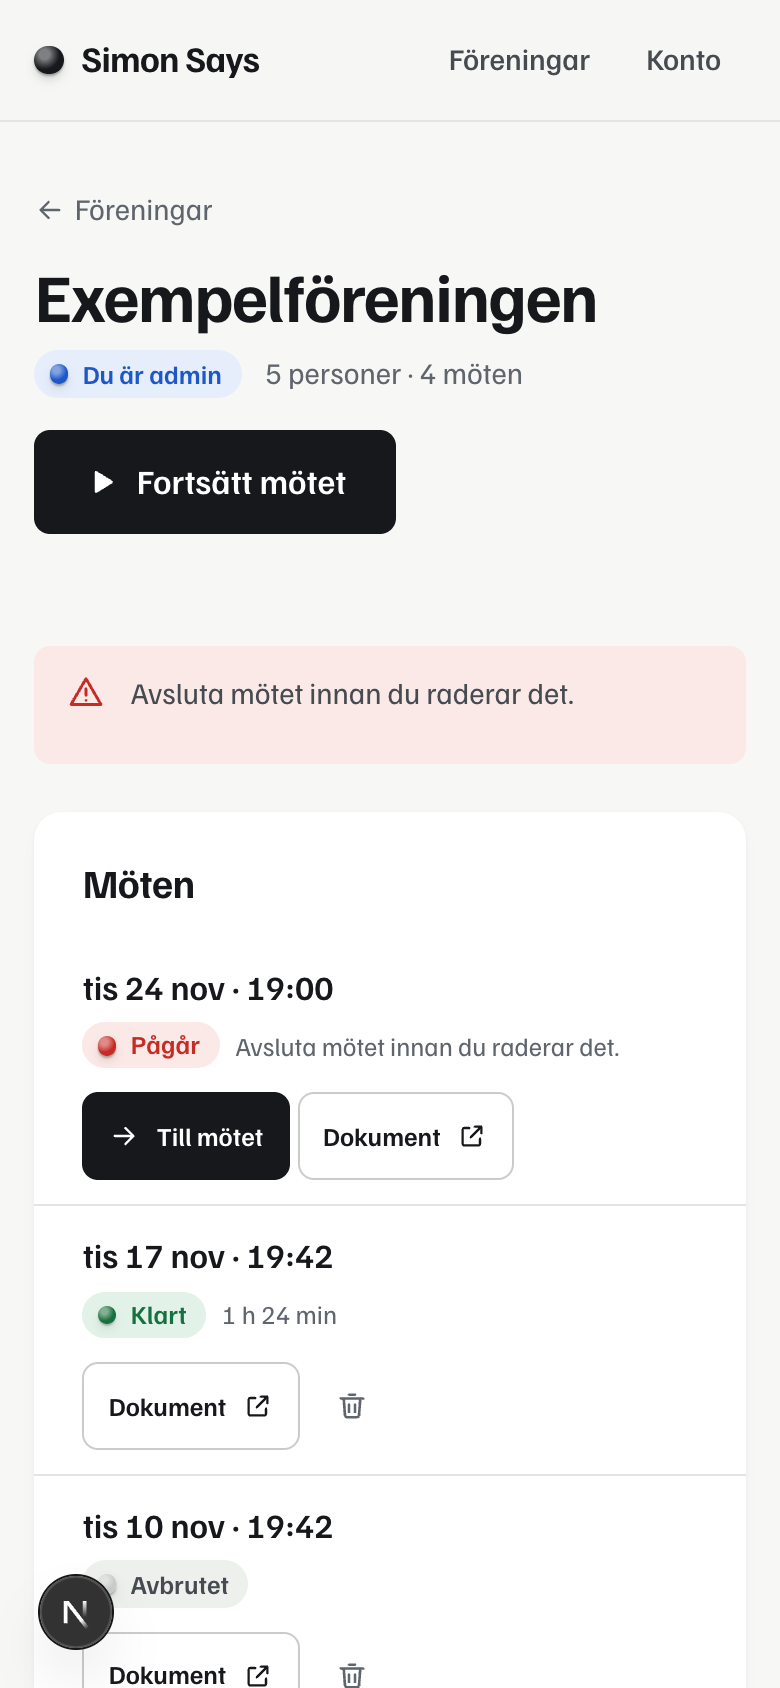 Simon Says
Föreningar
Konto
← Föreningar
Exempelföreningen
Du är admin
5 personer · 4 möten
Fortsätt mötet
Avsluta mötet innan du raderar det.
Möten
tis 24 nov · 19:00
Pågår
Avsluta mötet innan du raderar det.
→ Till mötet
Dokument
tis 17 nov · 19:42
Klart
1 h 24 min
Dokument
tis 10 nov · 19:42
Avbrutet
N
Dokument